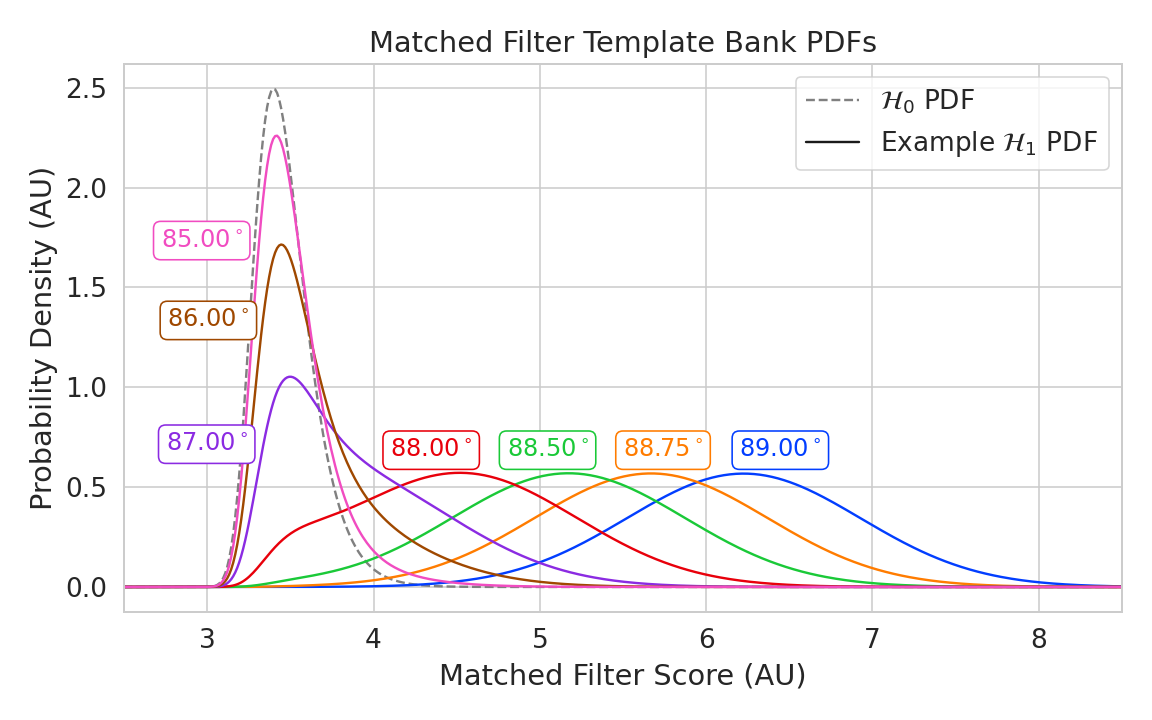 Matched Filter Template Bank PDFs
Probability Density (AU)
2.5
2.0
1.5
1.0
0.5
0.0
ℋ₀ PDF
Example ℋ₁ PDF
85.00°
86.00°
87.00°
88.00°
88.50°
88.75°
89.00°
3 4 5 6 7 8
Matched Filter Score (AU)